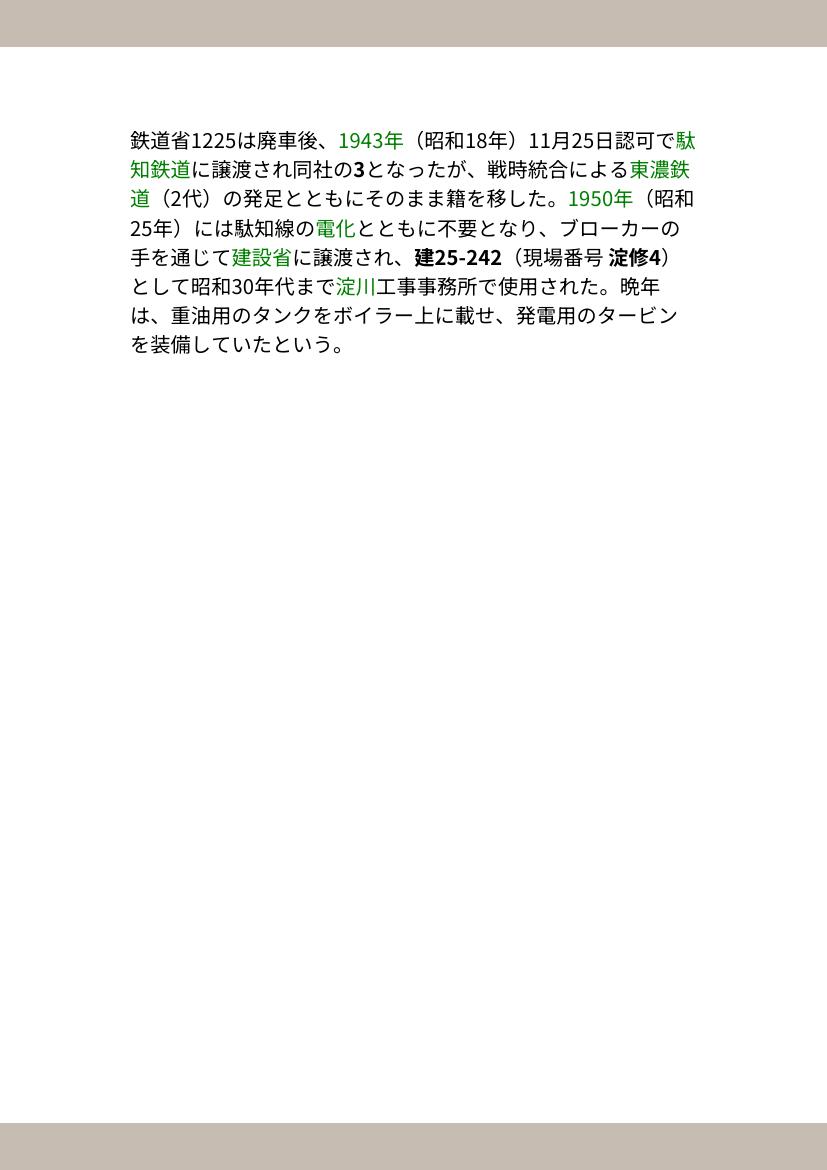 鉄道省1225は廃車後、1943年（昭和18年）11月25日認可で駄
知鉄道に譲渡され同社の3となったが、戦時統合による東濃鉄
道（2代）の発足とともにそのまま籍を移した。1950年（昭和
25年）には駄知線の電化とともに不要となり、ブローカーの
手を通じて建設省に譲渡され、建25-242（現場番号 淀修4）
として昭和30年代まで淀川工事事務所で使用された。晩年
は、重油用のタンクをボイラー上に載せ、発電用のタービン
を装備していたという。